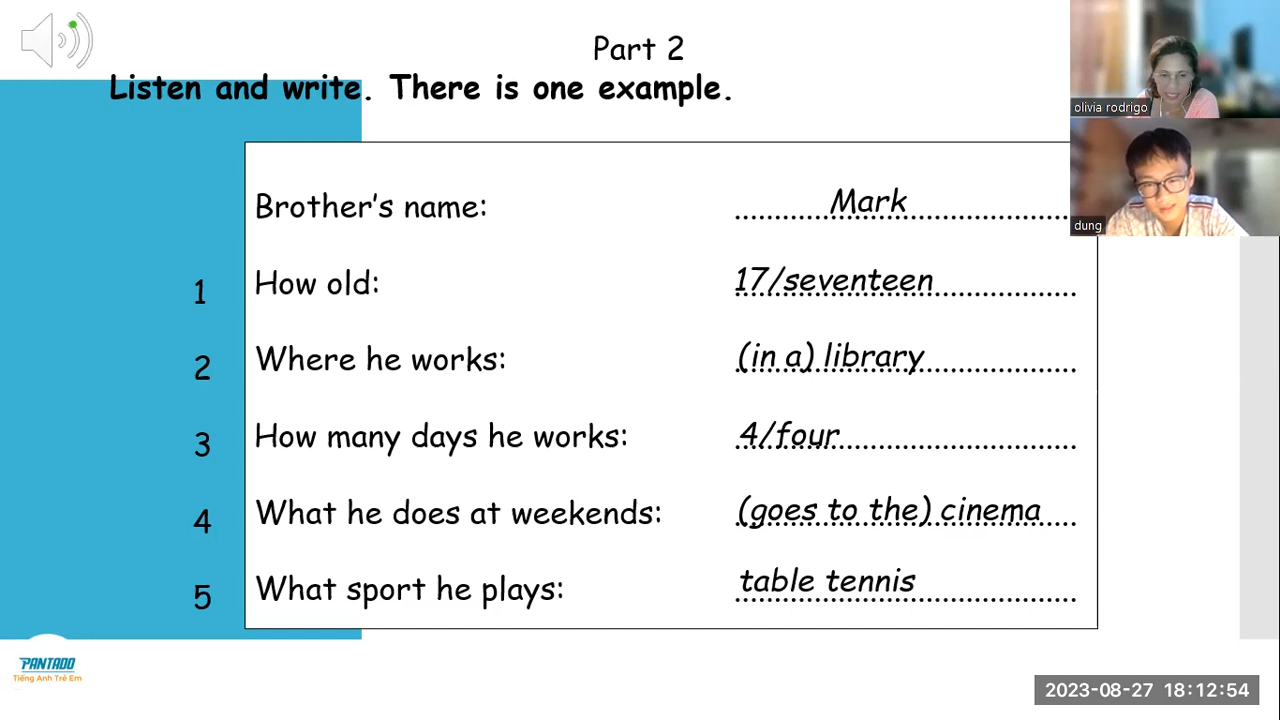 Part 2
Listen and write. There is one example.
olivia rodrigo
Brother's name: Mark
dung
1 How old: 17/seventeen
2 Where he works: (in a) library
3 How many days he works: 4/four
4 What he does at weekends: (goes to the) cinema
5 What sport he plays: table tennis
PANTADO
Tiếng Anh Trẻ Em
2023-08-27 18:12:54